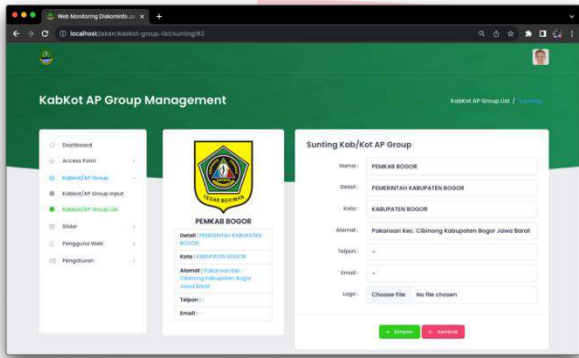 Web Monitoring Diskominfo
localhost/jabar/kabkot-group-list/sunting/82
KabKot AP Group Management
KabKot AP Group List / Sunting
Dashboard
Access Point
Kabkot/AP Group
Kabkot/AP Group Input
Kabkot/AP Group List
Slider
Pengguna Web
Pengaturan
TEGAR BERIMAN
PEMKAB BOGOR
Detail : PEMERINTAH KABUPATEN
BOGOR
Kota : KABUPATEN BOGOR
Alamat : Pakansari Kec.
Cibinong Kabupaten Bogor
Jawa Barat
Telpon : -
Email : -
Sunting Kab/Kot AP Group
Nama : PEMKAB BOGOR
Detail : PEMERINTAH KABUPATEN BOGOR
Kota : KABUPATEN BOGOR
Alamat : Pakansari Kec. Cibinong Kabupaten Bogor Jawa Barat
Telpon : -
Email : -
Logo : Choose File No file chosen
Simpan
Kembali